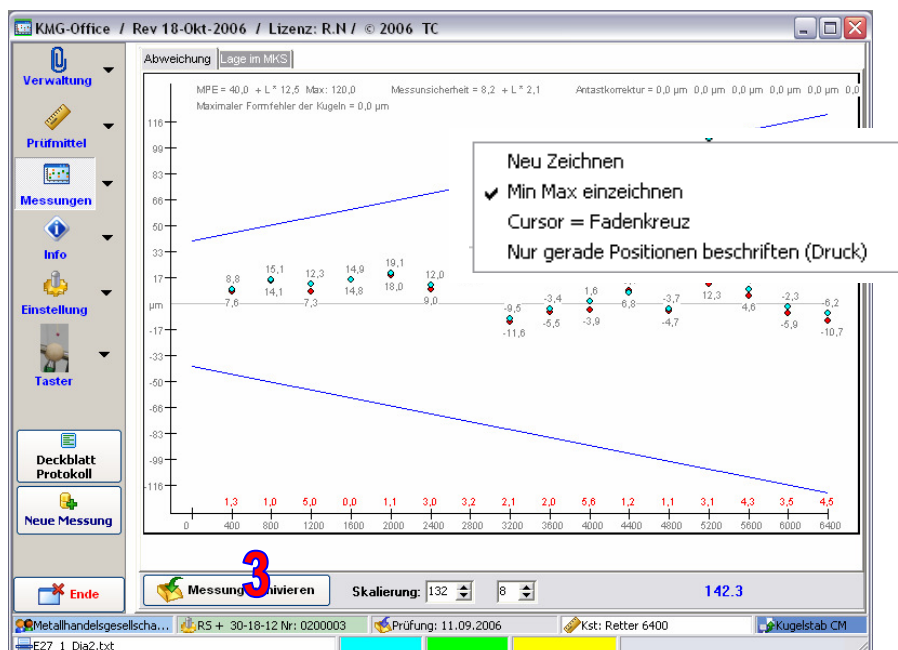 KMG-Office / Rev 18-Okt-2006 / Lizenz: R.N / © 2006 TC
Verwaltung
Prüfmittel
Messungen
Info
Einstellung
Taster
Deckblatt
Protokoll
Neue Messung
Ende
Abweichung Lage im MKS
MPE = 40,0 + L * 12,5 Max: 120,0 Messunsicherheit = 8,2 + L * 2,1 Antastkorrektur = 0,0 µm 0,0 µm 0,0 µm 0,0 µm 0,0
Maximaler Formfehler der Kugeln = 0,0 µm
116
99
83
66
50
33
17
µm
-17
-33
-50
-66
-83
-99
-116
Neu Zeichnen
Min Max einzeichnen
Cursor = Fadenkreuz
Nur gerade Positionen beschriften (Druck)
8,8 15,1 12,3 14,9 19,1 12,0 -9,5 -3,4 1,6 -3,7 -2,3 -6,2
7,6 14,1 7,3 14,8 18,0 9,0 -11,6 -5,5 -3,9 6,8 -4,7 12,3 4,6 -5,9 -10,7
1,3 1,0 5,0 0,0 1,1 3,0 3,2 2,1 2,0 5,6 1,2 1,1 3,1 4,3 3,5 4,5
0 400 800 1200 1600 2000 2400 2800 3200 3600 4000 4400 4800 5200 5600 6000 6400
3
Messung ivieren Skalierung: 132 8 142.3
Metallhandelsgesellscha... RS + 30-18-12 Nr: 0200003 Prüfung: 11.09.2006 Kst: Retter 6400 Kugelstab CM
E27_1_Dia2.txt